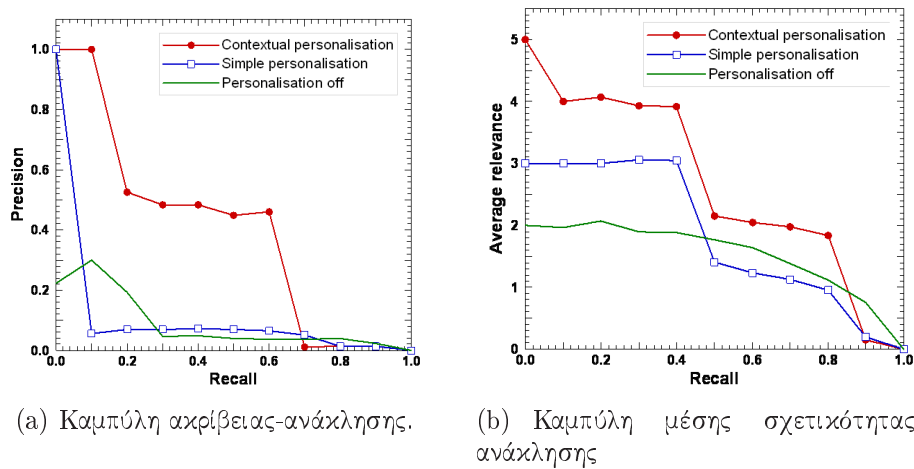 Contextual personalisation
Simple personalisation
Personalisation off
Precision
1.0
0.8
0.6
0.4
0.2
0.0
0.0 0.2 0.4 0.6 0.8 1.0
Recall
(a) Καμπύλη ακρίβειας-ανάκλησης.
Contextual personalisation
Simple personalisation
Personalisation off
Average relevance
5
4
3
2
1
0
0.0 0.2 0.4 0.6 0.8 1.0
Recall
(b) Καμπύλη μέσης σχετικότητας
ανάκλησης